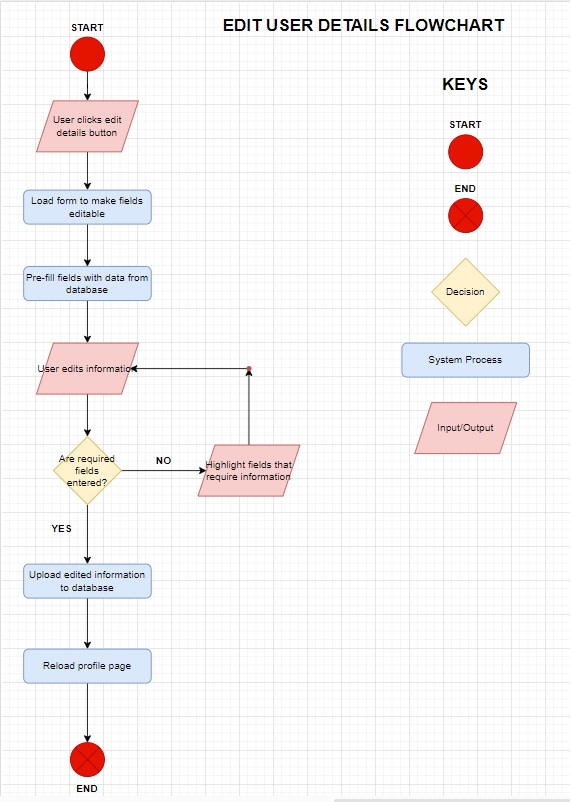 EDIT USER DETAILS FLOWCHART
START
User clicks edit
details button
Load form to make fields
editable
Pre-fill fields with data from
database
User edits information
Are required
fields
entered?
NO
Highlight fields that
require information
YES
Upload edited information
to database
Reload profile page
END
KEYS
START
END
Decision
System Process
Input/Output